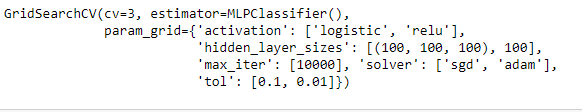 GridSearchCV(cv=3, estimator=MLPClassifier(),
             param_grid={'activation': ['logistic', 'relu'],
                         'hidden_layer_sizes': [(100, 100, 100), 100],
                         'max_iter': [10000], 'solver': ['sgd', 'adam'],
                         'tol': [0.1, 0.01]})